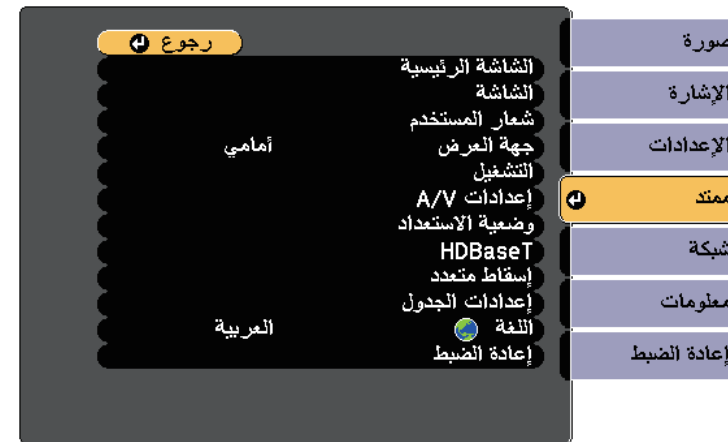 صورة
الإشارة
الإعدادات
ممتد
شبكة
معلومات
إعادة الضبط
رجوع
الشاشة الرئيسية
الشاشة
شعار المستخدم
جهة العرض أمامي
التشغيل
إعدادات A/V
وضعية الاستعداد
HDBaseT
إسقاط متعدد
إعدادات الجدول
اللغة العربية
إعادة الضبط